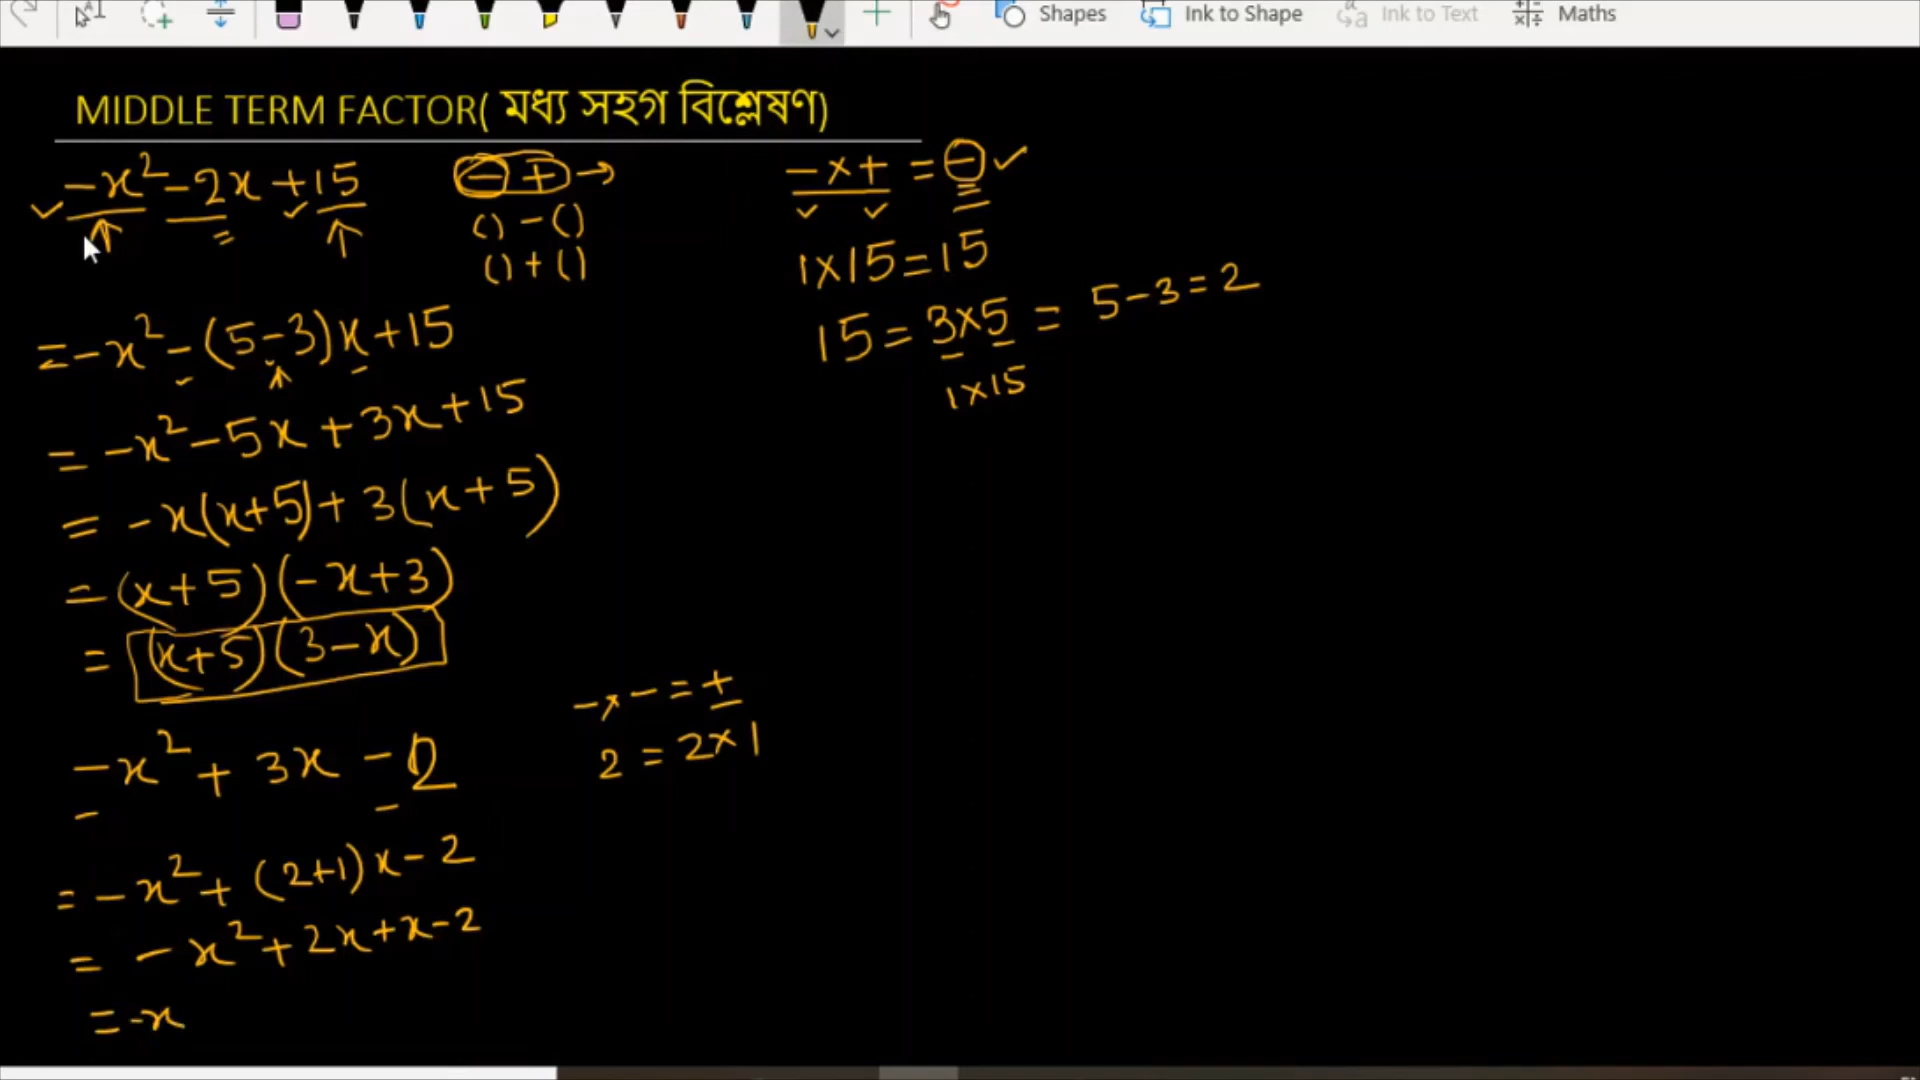 Shapes Ink to Shape Ink to Text Maths
MIDDLE TERM FACTOR( মধ্য সহগ বিশ্লেষণ)
-x² -2x +15
- + →
() - ()
() + ()
- x + = - ✓
1×15=15
15 = 3×5 = 5-3=2
1×15
= -x² - (5-3)x +15
= -x² -5x + 3x +15
= -x(x+5) + 3(x+5)
= (x+5)(-x+3)
= (x+5)(3-x)
-x² + 3x - 2
- x - = +
2 = 2×1
= -x² + (2+1)x - 2
= -x² + 2x + x - 2
= -x